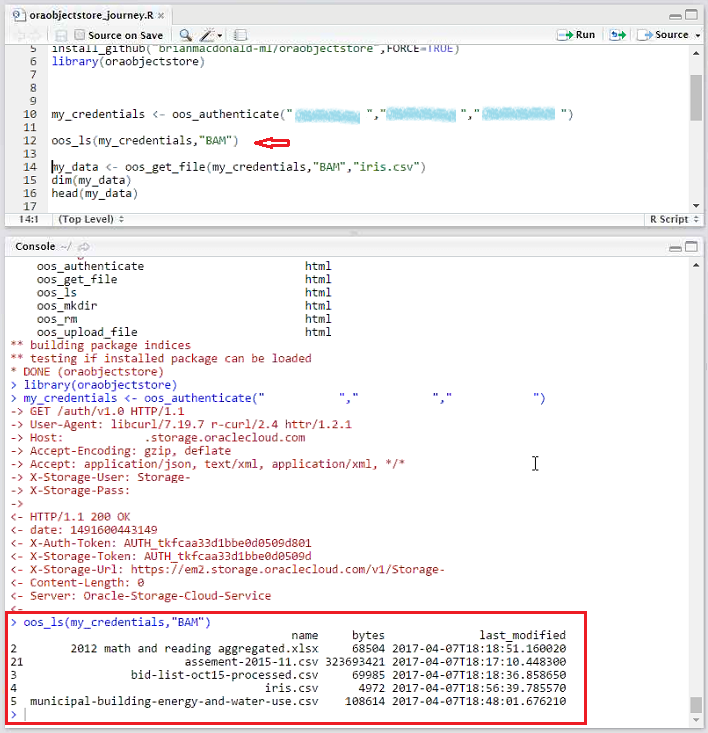 oraobjectstore_journey.R
Source on Save Run Source
5 install_github("brianmacdonald-ml/oraobjectstore",FORCE=TRUE)
6 library(oraobjectstore)
7
8
9
10 my_credentials <- oos_authenticate(" ","," ")
11
12 oos_ls(my_credentials,"BAM")
13
14 my_data <- oos_get_file(my_credentials,"BAM","iris.csv")
15 dim(my_data)
16 head(my_data)
17
14:1 (Top Level) R Script
Console ~/
oos_authenticate html
oos_get_file html
oos_ls html
oos_mkdir html
oos_rm html
oos_upload_file html
** building package indices
** testing if installed package can be loaded
* DONE (oraobjectstore)
> library(oraobjectstore)
> my_credentials <- oos_authenticate(" "," "," ")
-> GET /auth/v1.0 HTTP/1.1
-> User-Agent: libcurl/7.19.7 r-curl/2.4 httr/1.2.1
-> Host: .storage.oraclecloud.com
-> Accept-Encoding: gzip, deflate
-> Accept: application/json, text/xml, application/xml, */*
-> X-Storage-User: Storage-
-> X-Storage-Pass:
->
<- HTTP/1.1 200 OK
<- date: 1491600443149
<- X-Auth-Token: AUTH_tkfcaa33d1bbe0d0509d801
<- X-Storage-Token: AUTH_tkfcaa33d1bbe0d0509d
<- X-Storage-Url: https://em2.storage.oraclecloud.com/v1/Storage-
<- Content-Length: 0
<- Server: Oracle-Storage-Cloud-Service
<-
> oos_ls(my_credentials,"BAM")
name bytes last_modified
2 2012 math and reading aggregated.xlsx 68504 2017-04-07T18:18:51.160020
21 assement-2015-11.csv 323693421 2017-04-07T18:17:10.448300
3 bid-list-oct15-processed.csv 69985 2017-04-07T18:18:36.858650
4 iris.csv 4972 2017-04-07T18:56:39.785570
5 municipal-building-energy-and-water-use.csv 108614 2017-04-07T18:48:01.676210
>